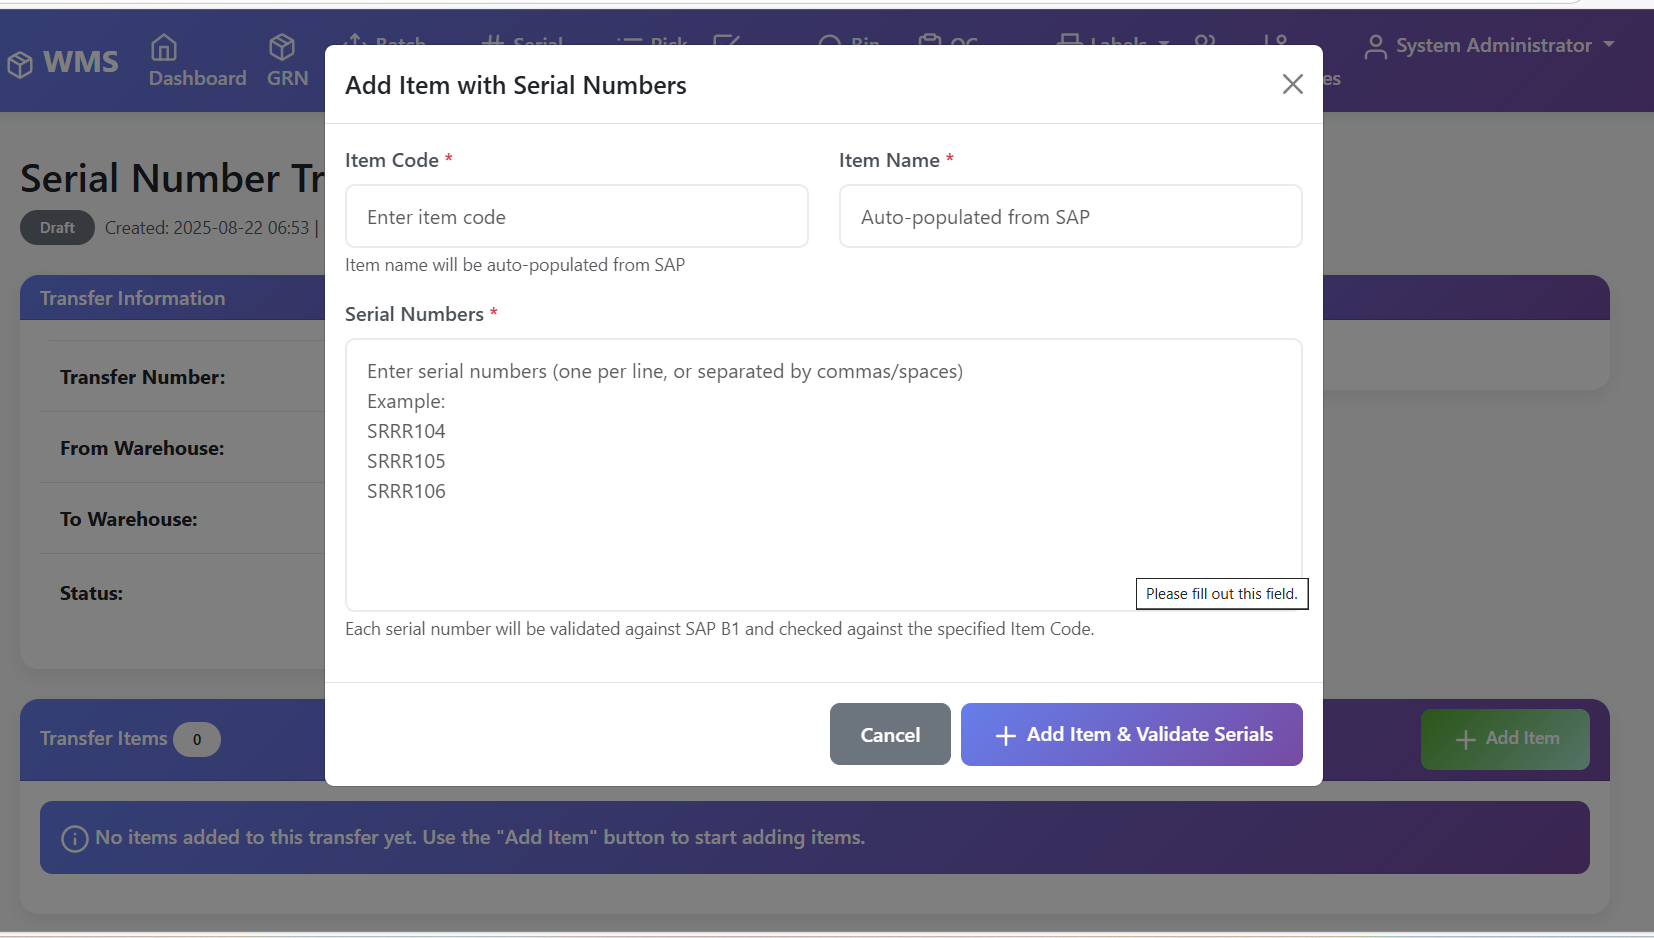 WMS
Dashboard
GRN
Batch
Serial
Pick
Bin
QC
Labels
System Administrator
es
Add Item with Serial Numbers
Item Code *
Item Name *
Enter item code
Auto-populated from SAP
Item name will be auto-populated from SAP
Serial Numbers *
Enter serial numbers (one per line, or separated by commas/spaces)
Example:
SRRR104
SRRR105
SRRR106
Please fill out this field.
Each serial number will be validated against SAP B1 and checked against the specified Item Code.
Cancel
Add Item & Validate Serials
Serial Number Tr
Draft
Created: 2025-08-22 06:53 |
Transfer Information
Transfer Number:
From Warehouse:
To Warehouse:
Status:
Transfer Items 0
Add Item
No items added to this transfer yet. Use the "Add Item" button to start adding items.